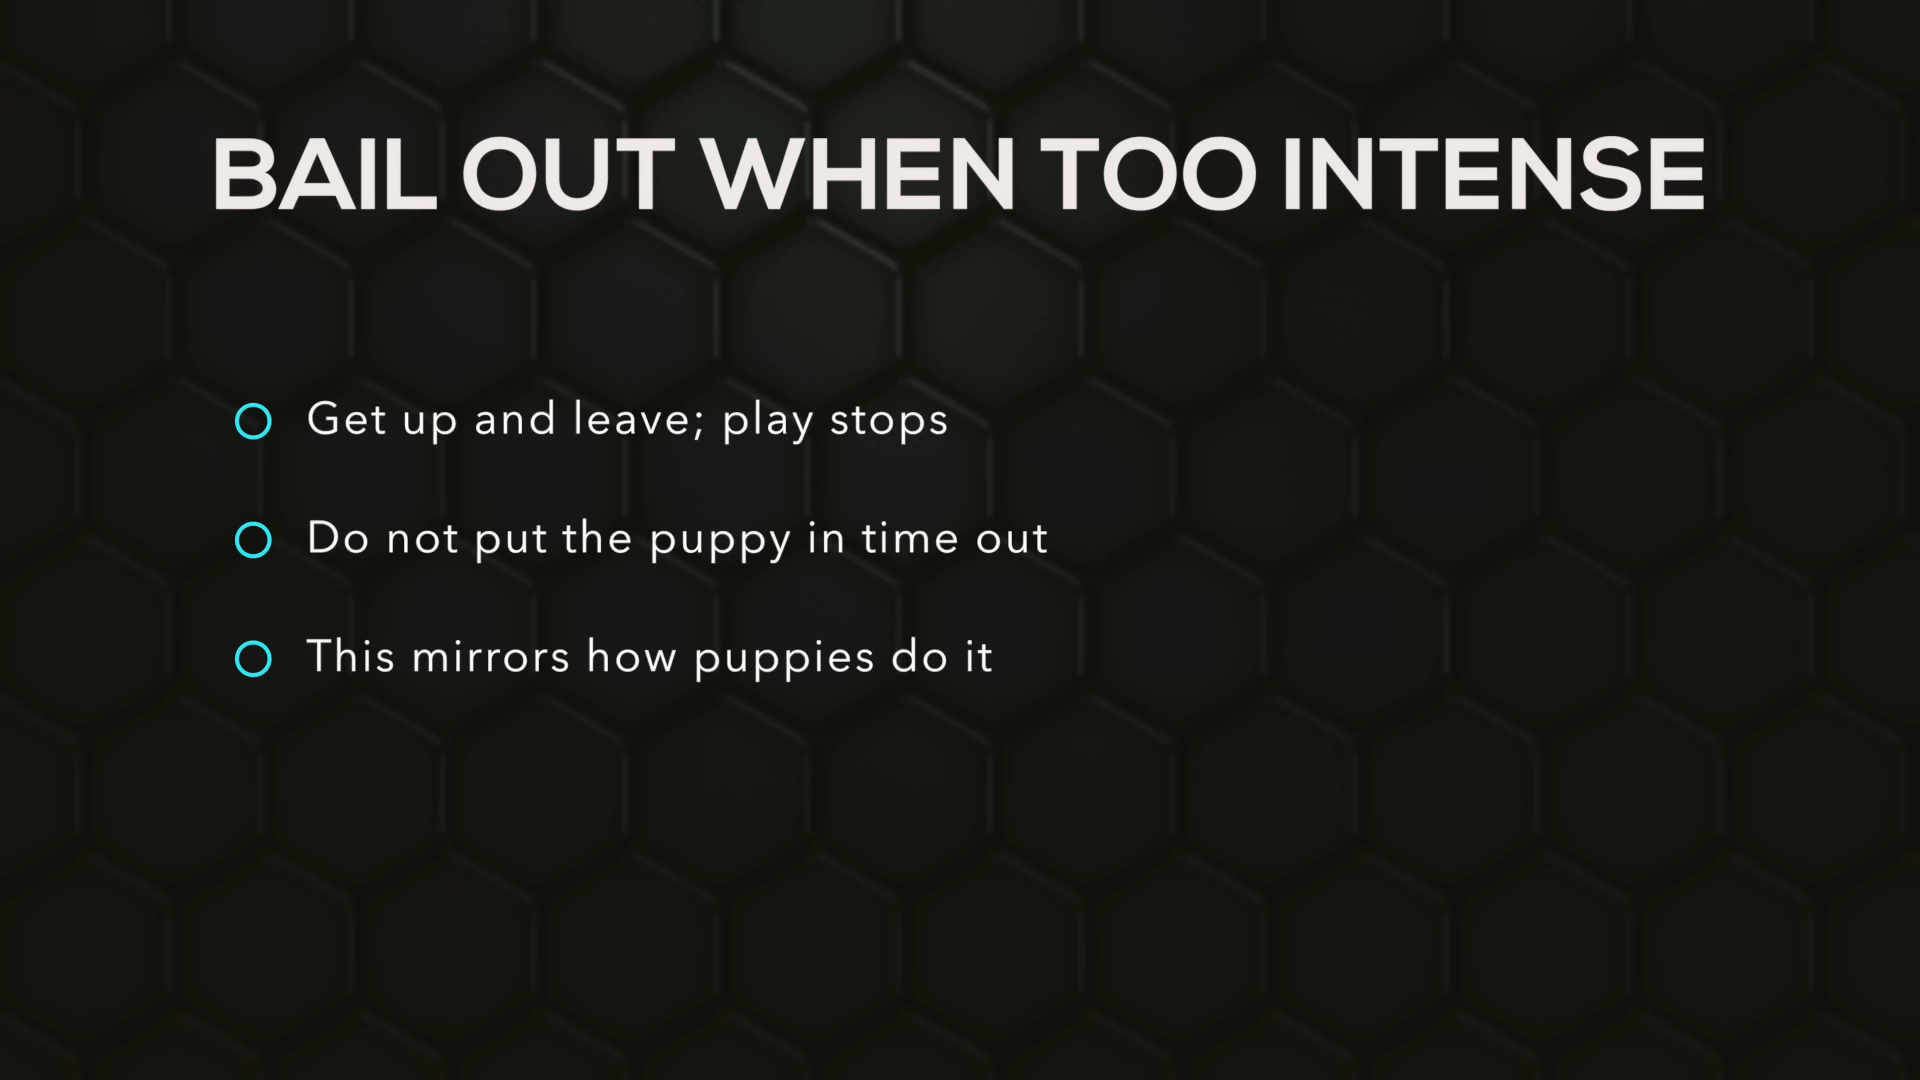 BAIL OUT WHEN TOO INTENSE
Get up and leave; play stops
Do not put the puppy in time out
This mirrors how puppies do it